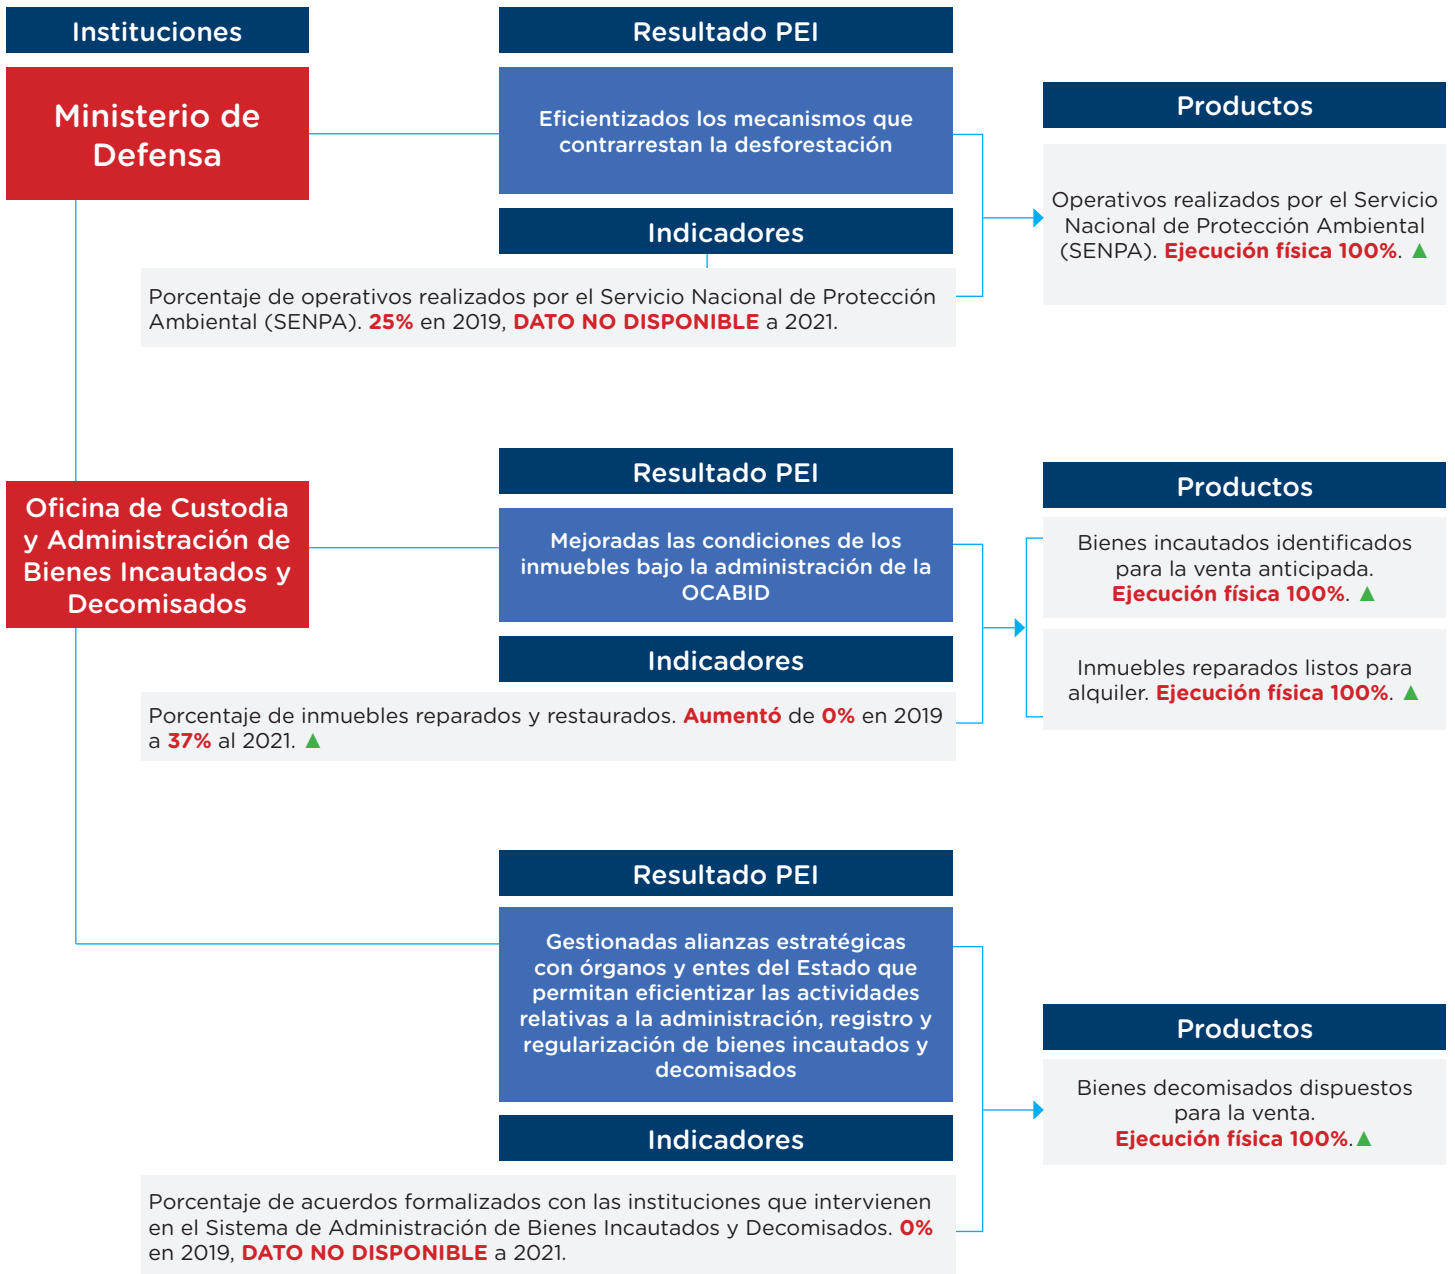 Instituciones
Resultado PEI
Ministerio de
Defensa
Eficientizados los mecanismos que
contrarrestan la desforestación
Productos
Operativos realizados por el Servicio
Nacional de Protección Ambiental
(SENPA). Ejecución física 100%. ▲
Indicadores
Porcentaje de operativos realizados por el Servicio Nacional de Protección
Ambiental (SENPA). 25% en 2019, DATO NO DISPONIBLE a 2021.
Oficina de Custodia
y Administración de
Bienes Incautados y
Decomisados
Resultado PEI
Mejoradas las condiciones de los
inmuebles bajo la administración de la
OCABID
Productos
Bienes incautados identificados
para la venta anticipada.
Ejecución física 100%. ▲
Inmuebles reparados listos para
alquiler. Ejecución física 100%. ▲
Indicadores
Porcentaje de inmuebles reparados y restaurados. Aumentó de 0% en 2019
a 37% al 2021. ▲
Resultado PEI
Gestionadas alianzas estratégicas
con órganos y entes del Estado que
permitan eficientizar las actividades
relativas a la administración, registro y
regularización de bienes incautados y
decomisados
Productos
Bienes decomisados dispuestos
para la venta.
Ejecución física 100%.▲
Indicadores
Porcentaje de acuerdos formalizados con las instituciones que intervienen
en el Sistema de Administración de Bienes Incautados y Decomisados. 0%
en 2019, DATO NO DISPONIBLE a 2021.